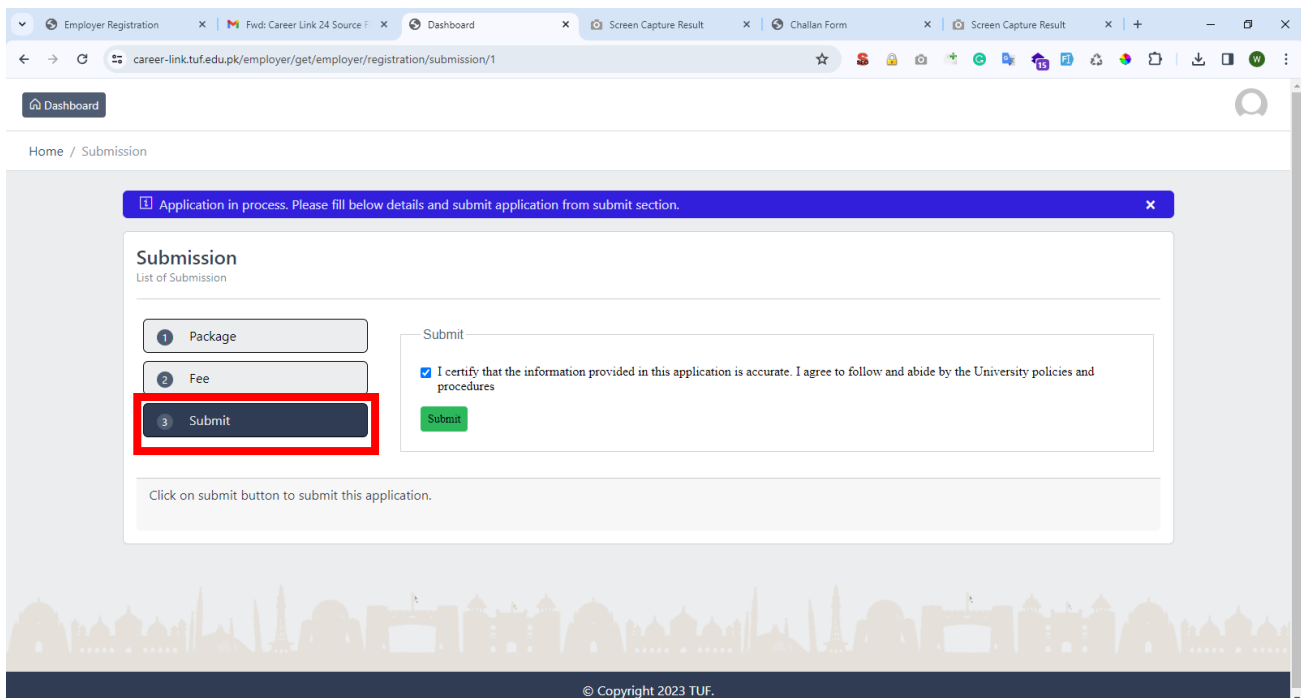 Employer Registration
Fwd: Career Link 24 Source F
Dashboard
Screen Capture Result
Challan Form
Screen Capture Result
career-link.tuf.edu.pk/employer/get/employer/registration/submission/1
15
W
Dashboard
Home / Submission
Application in process. Please fill below details and submit application from submit section.
Submission
List of Submission
1 Package
2 Fee
3 Submit
Submit
I certify that the information provided in this application is accurate. I agree to follow and abide by the University policies and
procedures
Submit
Click on submit button to submit this application.
© Copyright 2023 TUF.